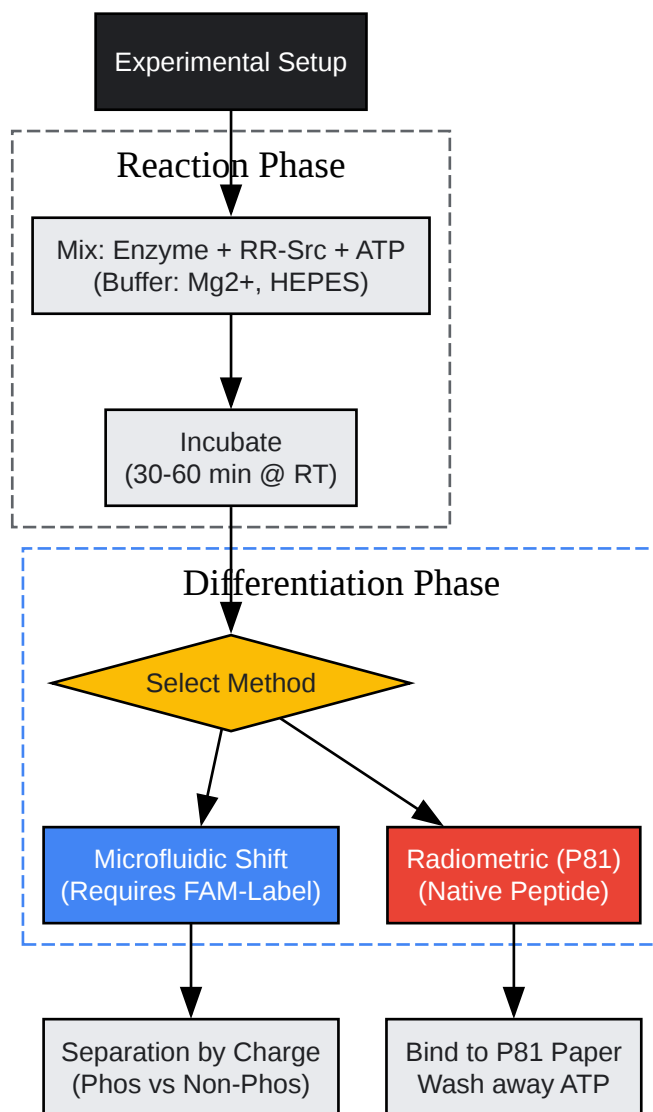 Experimental Setup
Reaction Phase
Mix: Enzyme + RR-Src + ATP
(Buffer: Mg2+, HEPES)
Incubate
(30-60 min @ RT)
Differentiation Phase
Select Method
Microfluidic Shift
(Requires FAM-Label)
Radiometric (P81)
(Native Peptide)
Separation by Charge
(Phos vs Non-Phos)
Bind to P81 Paper
Wash away ATP